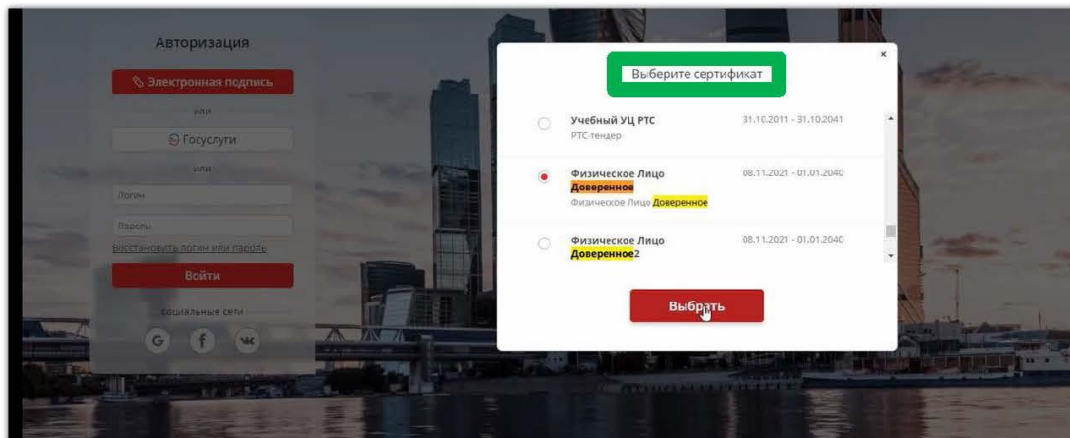 Авторизация
Электронная подпись
или
Госуслуги
или
Логин
Пароль
Восстановить логин или пароль
Войти
социальные сети
G f
×
Выберите сертификат
Учебный УЦ РТС 31.10.2011 - 31.10.2041
РТС-тендер
Физическое Лицо 08.11.2021 - 01.01.2040
Доверенное
Физическое Лицо Доверенное
Физическое Лицо 08.11.2021 - 01.01.2040
Доверенное2
Выбрать